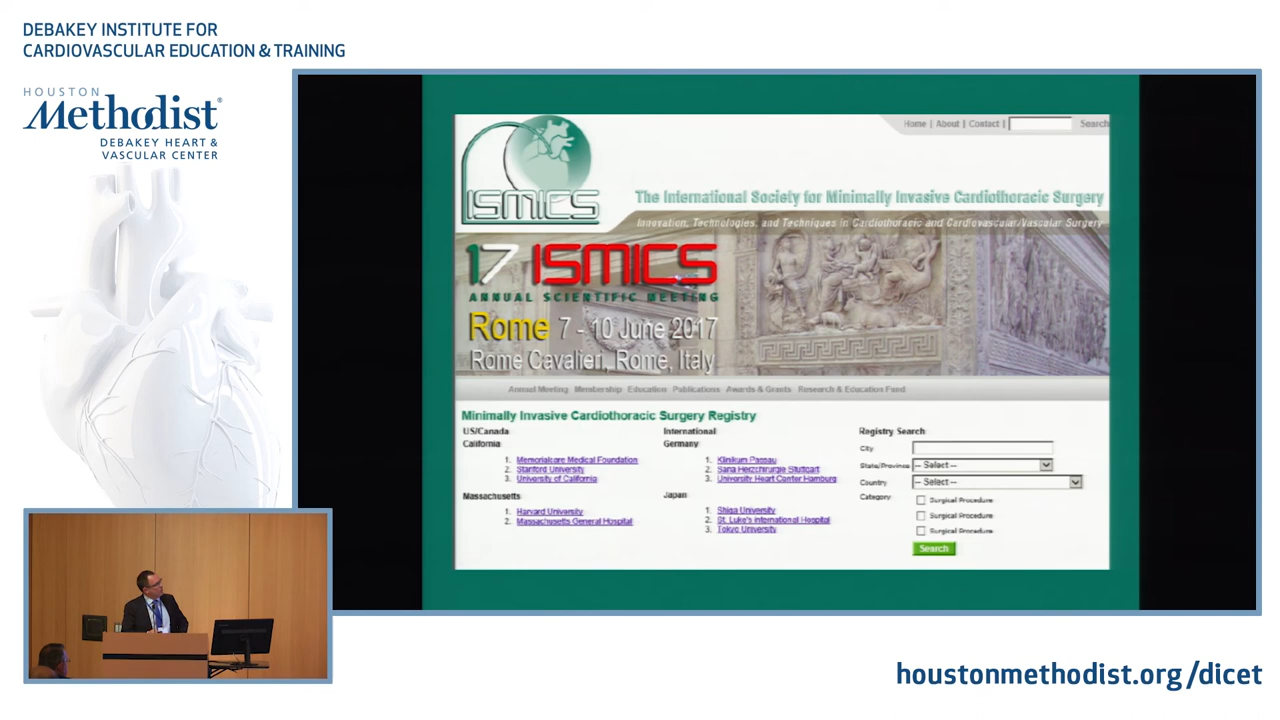 DEBAKEY INSTITUTE FOR
CARDIOVASCULAR EDUCATION & TRAINING
HOUSTON
Methodist®
DEBAKEY HEART &
VASCULAR CENTER
Home | About | Contact | Search
ISMICS
The International Society for Minimally Invasive Cardiothoracic Surgery
Innovation, Technologies, and Techniques in Cardiothoracic and Cardiovascular/Vascular Surgery
17 ISMICS
ANNUAL SCIENTIFIC MEETING
Rome 7 - 10 June 2017
Rome Cavalieri, Rome, Italy
Annual Meeting Membership Education Publications Awards & Grants Research & Education Fund
Minimally Invasive Cardiothoracic Surgery Registry
US/Canada
California
1. Memorialcare Medical Foundation
2. Stanford University
3. University of California
Massachusetts
1. Harvard University
2. Massachusetts General Hospital
International
Germany
1. Klinikum Passau
2. Sana Herzchirurgie Stuttgart
3. University Heart Center Hamburg
Japan
1. Shiga University
2. St. Luke's International Hospital
3. Tokyo University
Registry Search:
City
State/Province -- Select --
Country -- Select --
Category: Surgical Procedure
Surgical Procedure
Surgical Procedure
Search
houstonmethodist.org/dicet